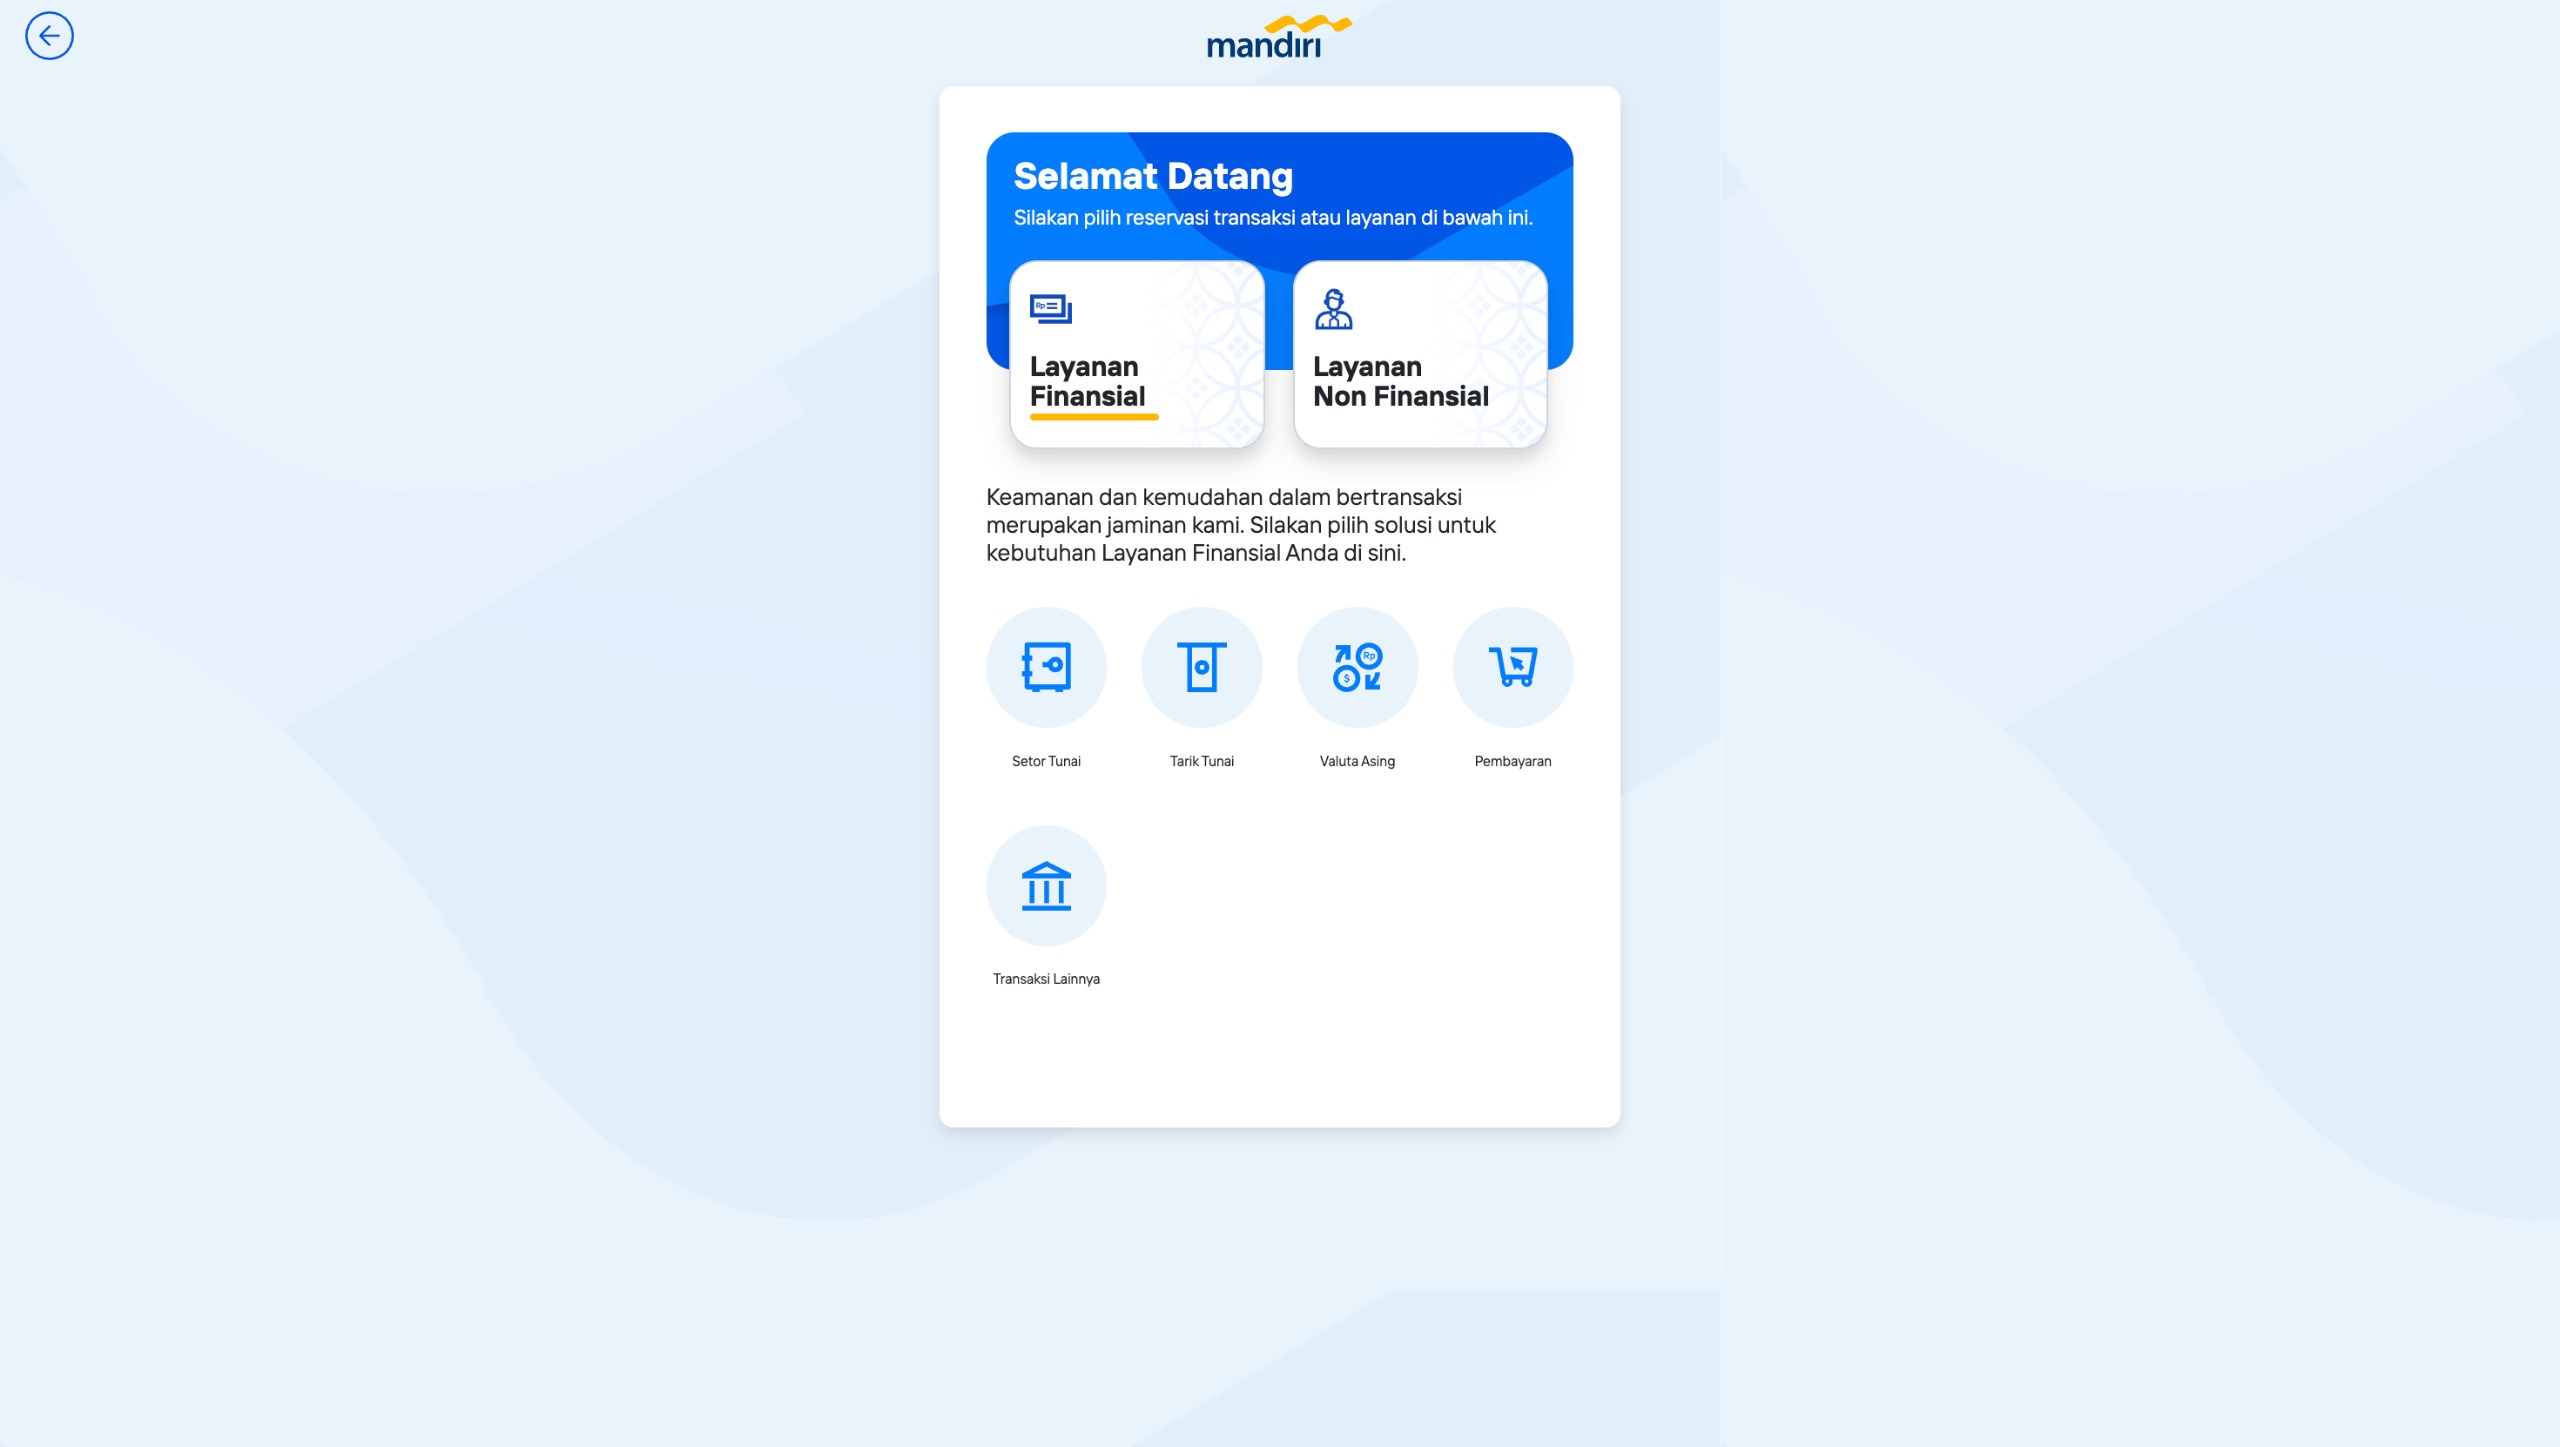 mandiri
Selamat Datang
Silakan pilih reservasi transaksi atau layanan di bawah ini.
Rp
Layanan
Finansial
Layanan
Non Finansial
Keamanan dan kemudahan dalam bertransaksi
merupakan jaminan kami. Silakan pilih solusi untuk
kebutuhan Layanan Finansial Anda di sini.
Rp
$
Setor Tunai
Tarik Tunai
Valuta Asing
Pembayaran
Transaksi Lainnya